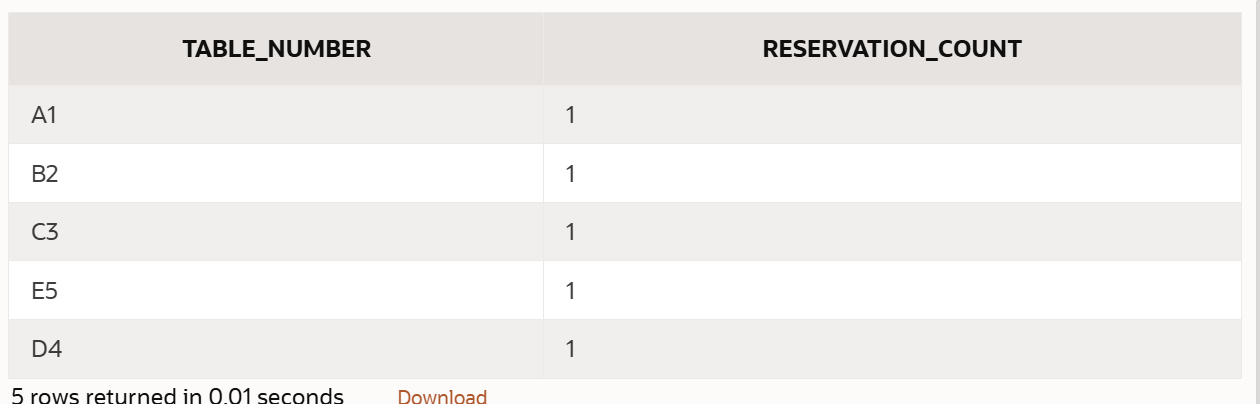 TABLE_NUMBER RESERVATION_COUNT
A1 1
B2 1
C3 1
E5 1
D4 1
5 rows returned in 0.01 seconds Download